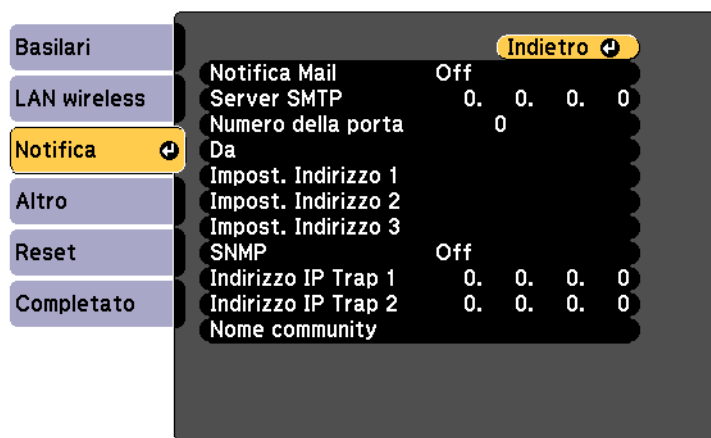 Basilari
LAN wireless
Notifica
Altro
Reset
Completato
Indietro
Notifica Mail Off
Server SMTP 0. 0. 0. 0
Numero della porta 0
Da
Impost. Indirizzo 1
Impost. Indirizzo 2
Impost. Indirizzo 3
SNMP Off
Indirizzo IP Trap 1 0. 0. 0. 0
Indirizzo IP Trap 2 0. 0. 0. 0
Nome community